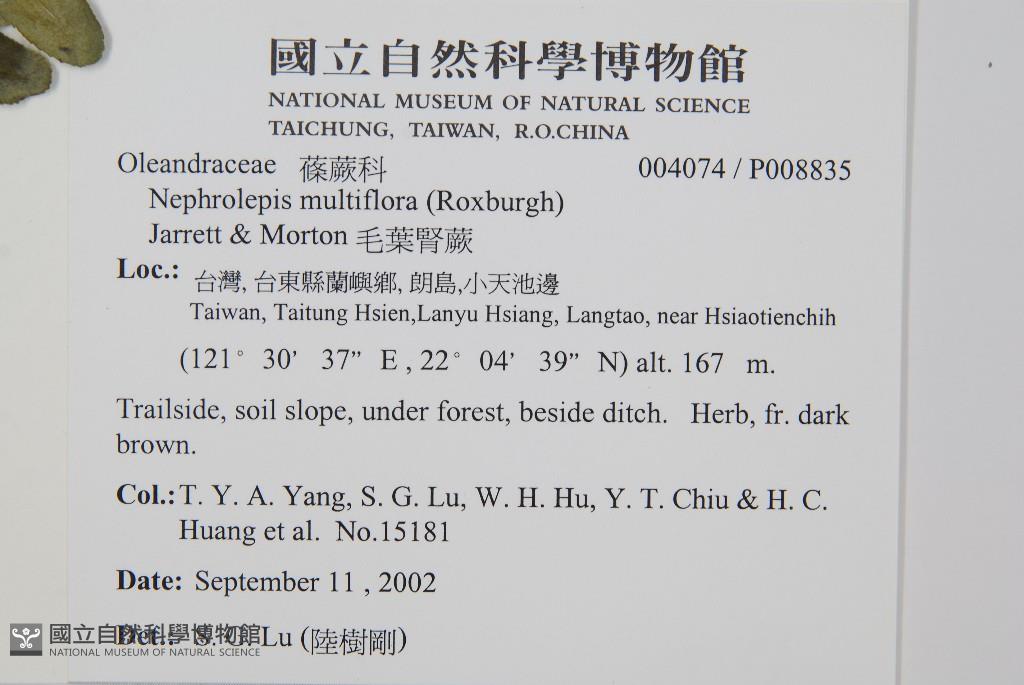 國立自然科學博物館
NATIONAL MUSEUM OF NATURAL SCIENCE
TAICHUNG, TAIWAN, R.O.CHINA
Oleandraceae 蓧蕨科 004074 / P008835
Nephrolepis multiflora (Roxburgh)
Jarrett & Morton 毛葉腎蕨
Loc.: 台灣, 台東縣蘭嶼鄉, 朗島,小天池邊
Taiwan, Taitung Hsien,Lanyu Hsiang, Langtao, near Hsiaotienchih
(121° 30’ 37” E , 22° 04’ 39” N) alt. 167 m.
Trailside, soil slope, under forest, beside ditch. Herb, fr. dark
brown.
Col.: T. Y. A. Yang, S. G. Lu, W. H. Hu, Y. T. Chiu & H. C.
Huang et al. No.15181
Date: September 11 , 2002
Det.: S. G. Lu (陸樹剛)
國立自然科學博物館
NATIONAL MUSEUM OF NATURAL SCIENCE